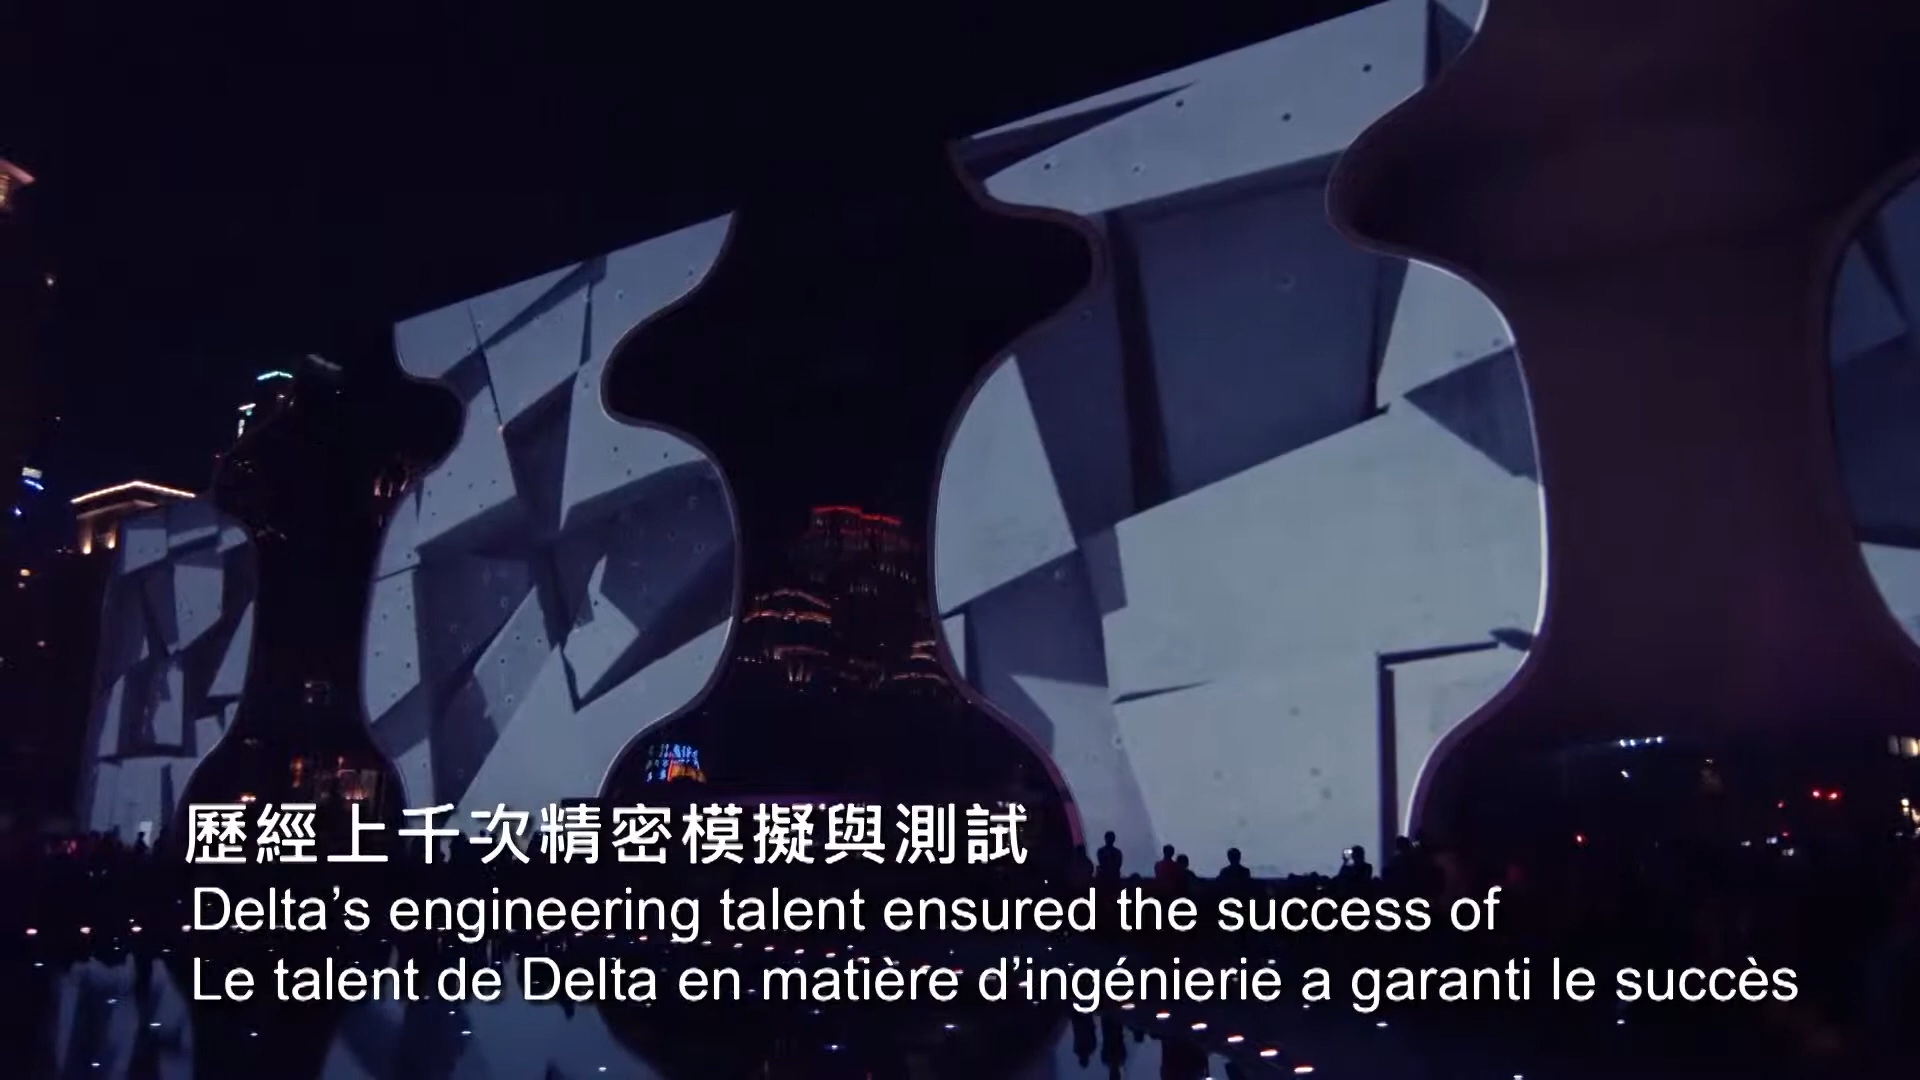 歷經上千次精密模擬與測試
Delta’s engineering talent ensured the success of
Le talent de Delta en matière d’ingénierie a garanti le succès